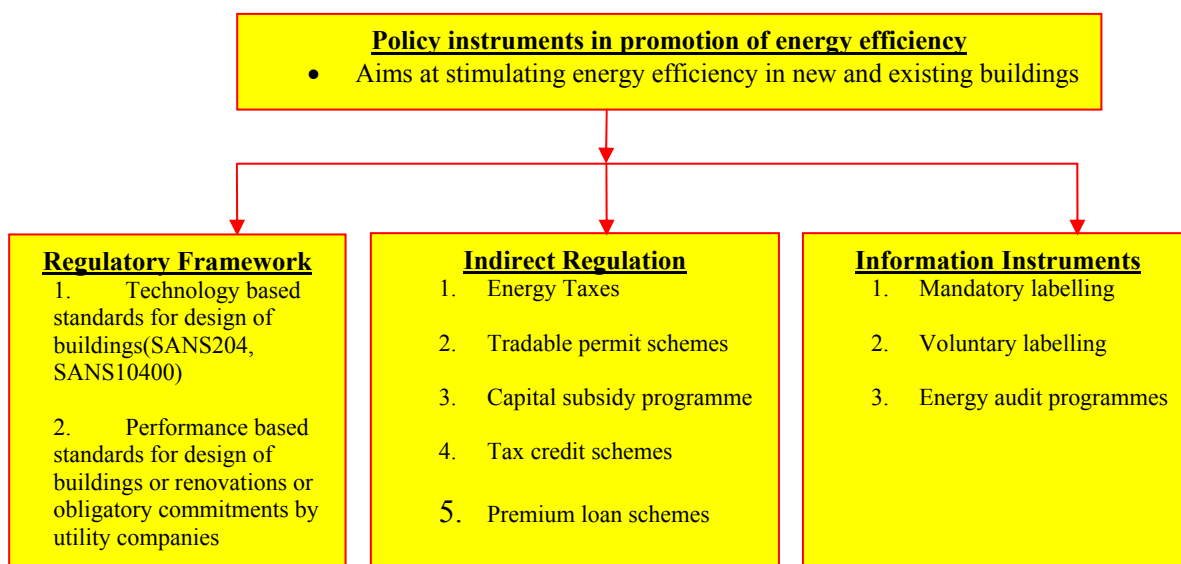 Policy instruments in promotion of energy efficiency
• Aims at stimulating energy efficiency in new and existing buildings
Regulatory Framework
1. Technology based
standards for design of
buildings(SANS204,
SANS10400)
2. Performance based
standards for design of
buildings or renovations or
obligatory commitments by
utility companies
Indirect Regulation
1. Energy Taxes
2. Tradable permit schemes
3. Capital subsidy programme
4. Tax credit schemes
5. Premium loan schemes
Information Instruments
1. Mandatory labelling
2. Voluntary labelling
3. Energy audit programmes